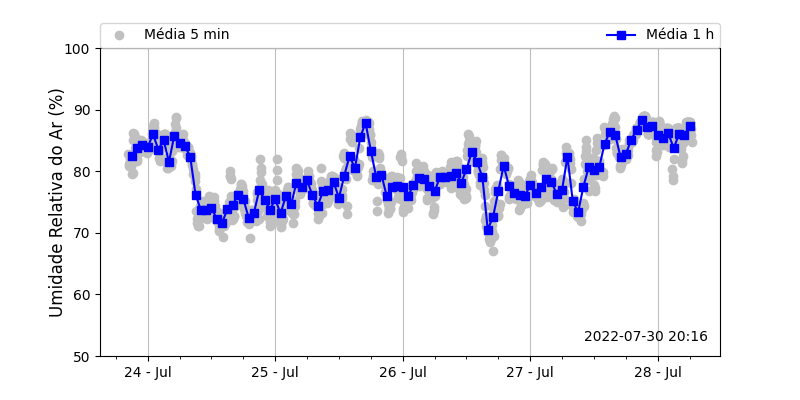 Média 5 min
Média 1 h
Umidade Relativa do Ar (%)
100
90
80
70
60
50
2022-07-30 20:16
24 - Jul
25 - Jul
26 - Jul
27 - Jul
28 - Jul